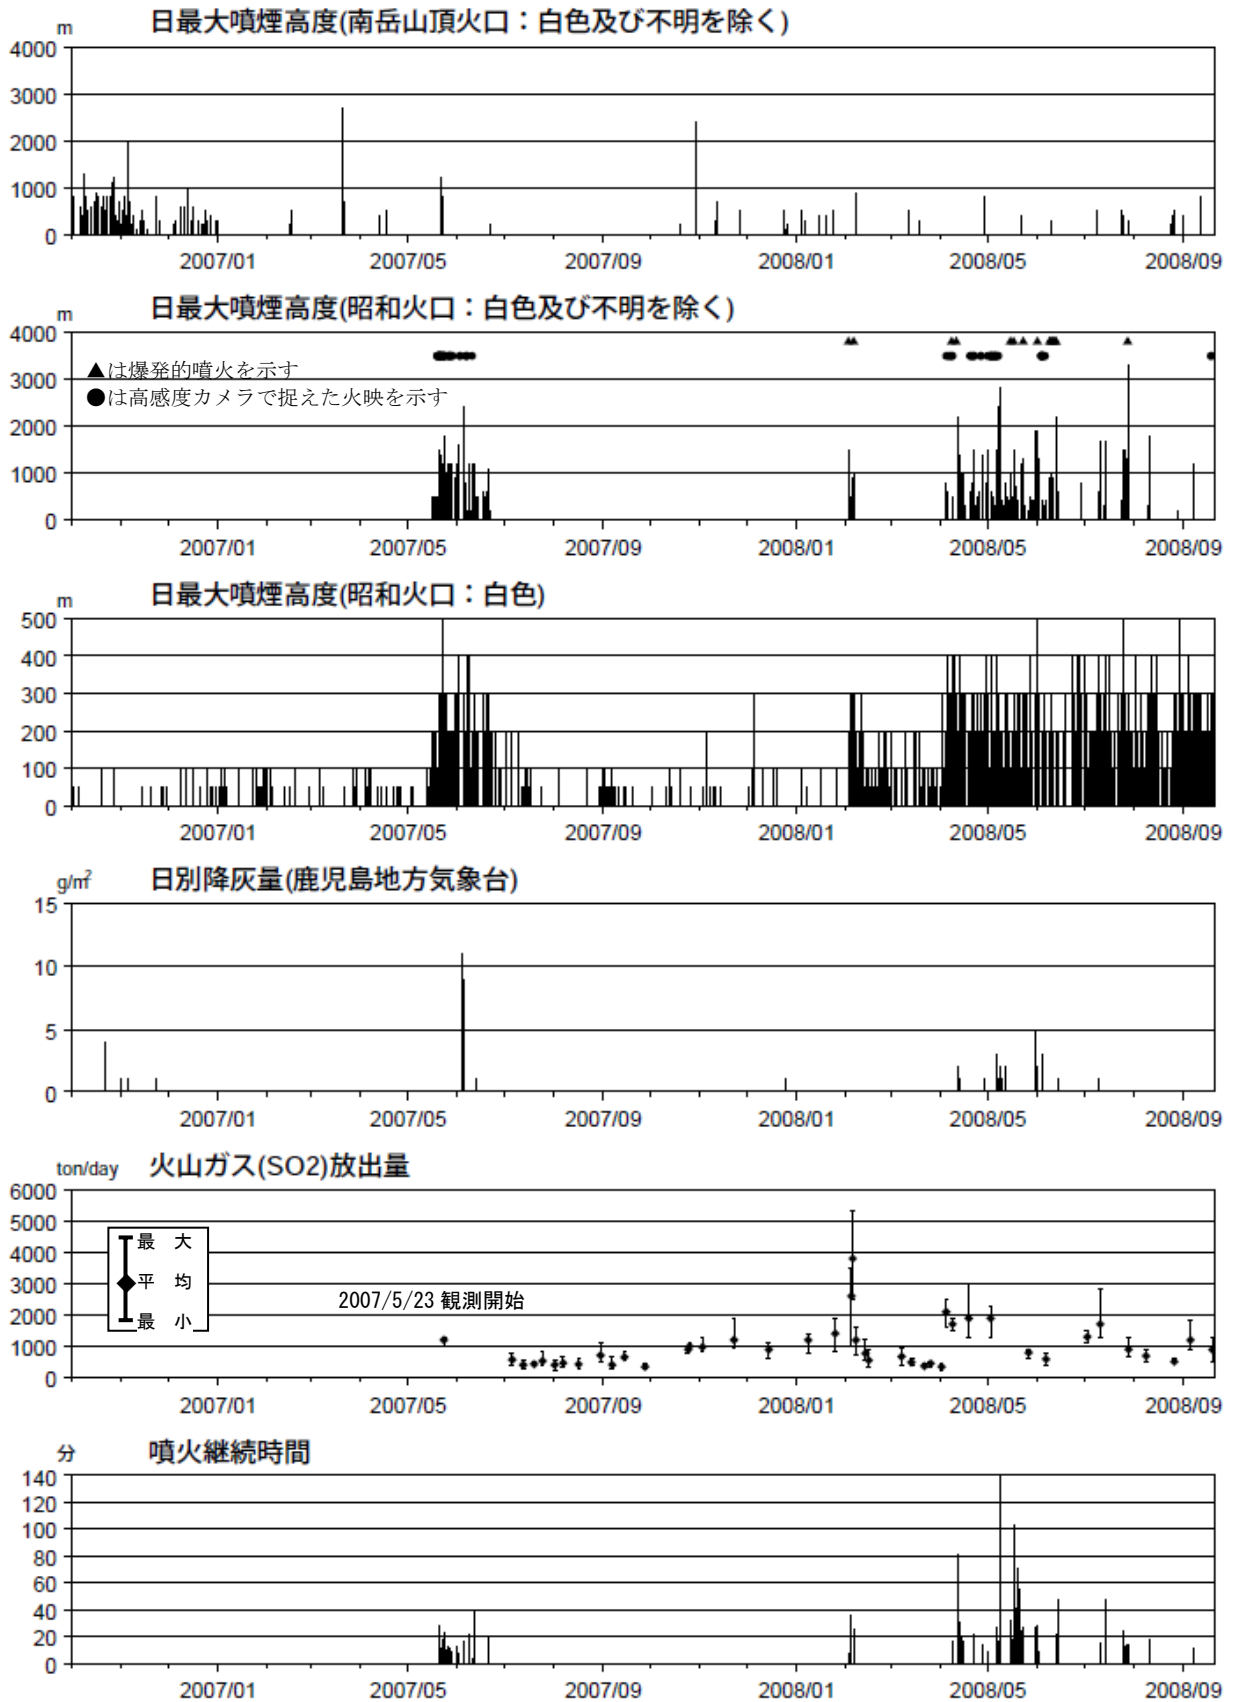 m 日最大噴煙高度(南岳山頂火口：白色及び不明を除く)
4000
3000
2000
1000
0
2007/01 2007/05 2007/09 2008/01 2008/05 2008/09
m 日最大噴煙高度(昭和火口：白色及び不明を除く)
4000
▲は爆発的噴火を示す
3000
●は高感度カメラで捉えた火映を示す
2000
1000
0
2007/01 2007/05 2007/09 2008/01 2008/05 2008/09
m 日最大噴煙高度(昭和火口：白色)
500
400
300
200
100
0
2007/01 2007/05 2007/09 2008/01 2008/05 2008/09
g/㎡ 日別降灰量(鹿児島地方気象台)
15
10
5
0
2007/01 2007/05 2007/09 2008/01 2008/05 2008/09
ton/day 火山ガス(SO2)放出量
6000
5000
4000
3000
2000
1000
0
最 大
平 均
最 小
2007/5/23 観測開始
2007/01 2007/05 2007/09 2008/01 2008/05 2008/09
分 噴火継続時間
140
120
100
80
60
40
20
0
2007/01 2007/05 2007/09 2008/01 2008/05 2008/09